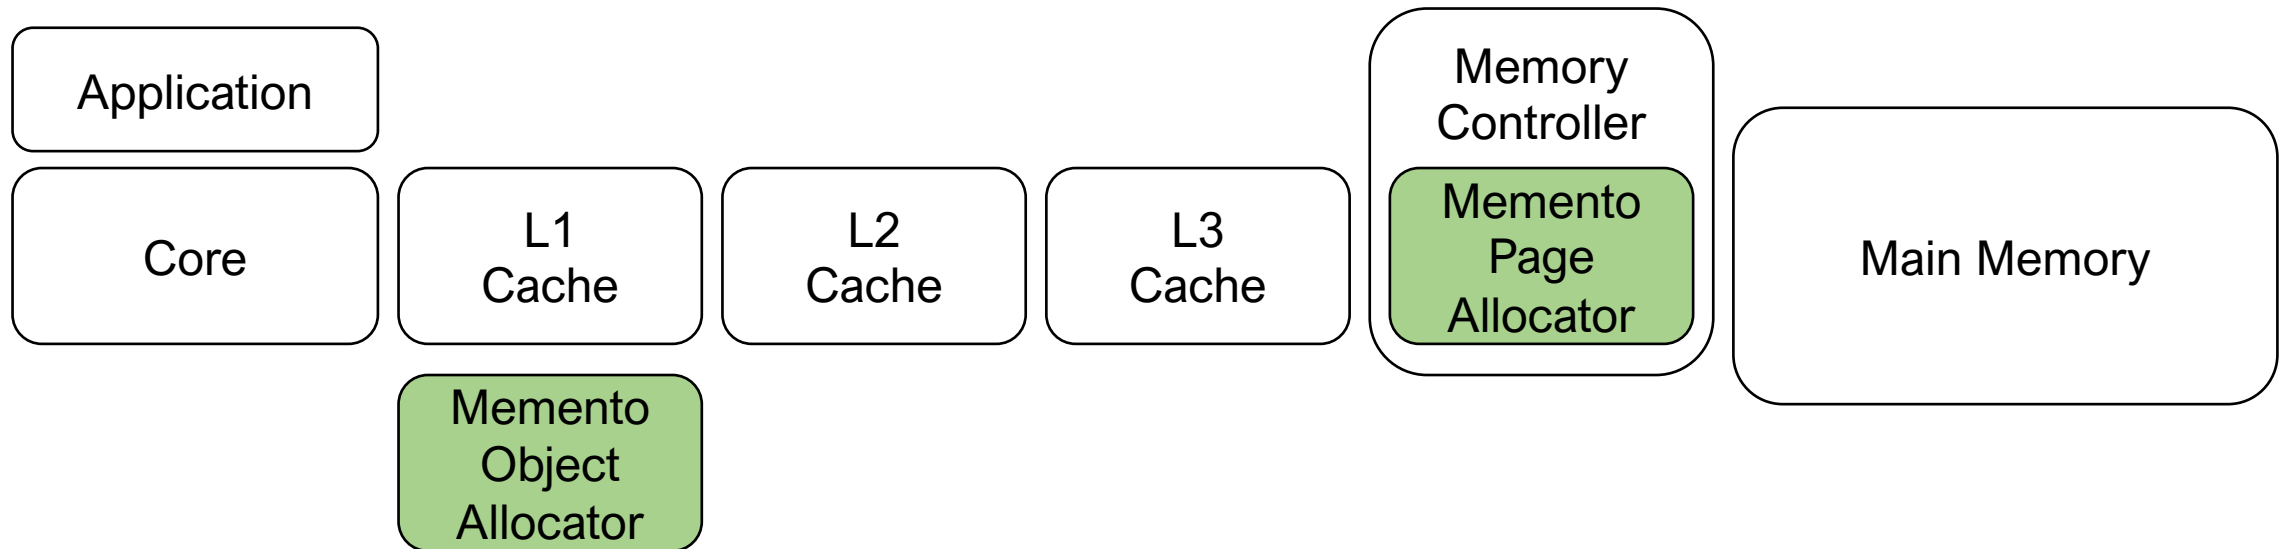 Application
Core
L1
Cache
Memento
Object
Allocator
L2
Cache
L3
Cache
Memory
Controller
Memento
Page
Allocator
Main Memory